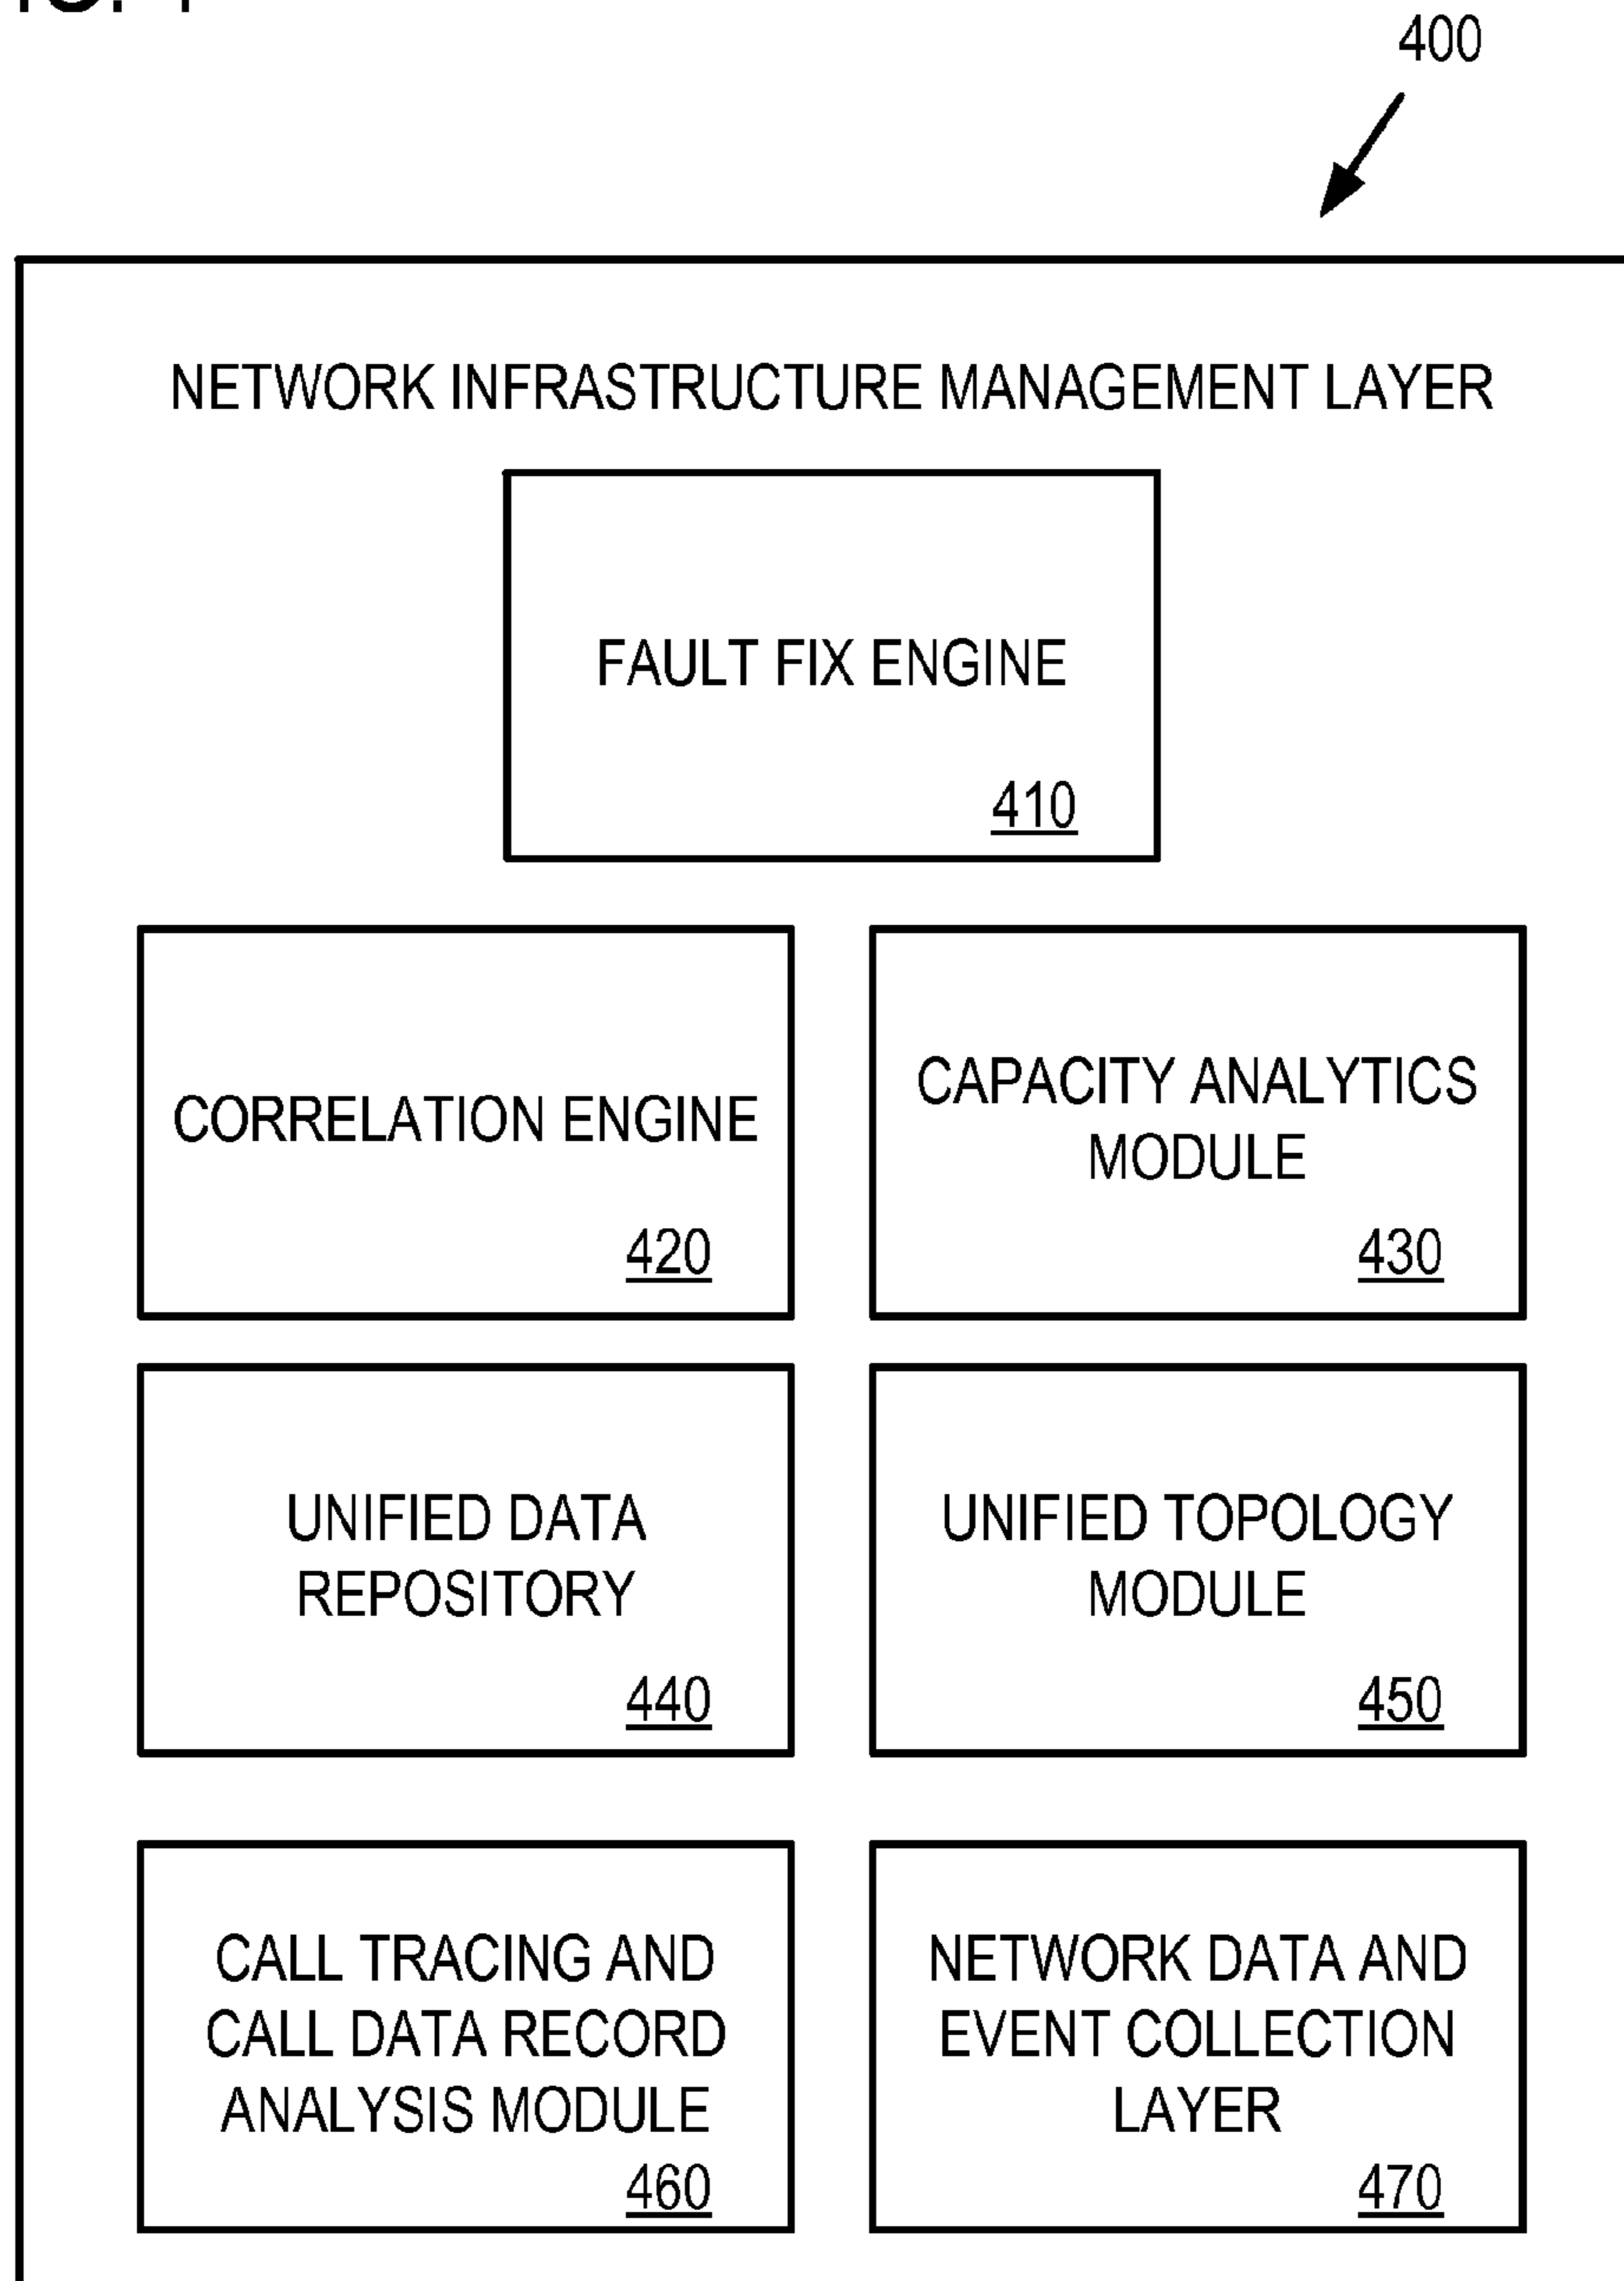 400
NETWORK INFRASTRUCTURE MANAGEMENT LAYER
FAULT FIX ENGINE
410
CORRELATION ENGINE
420
CAPACITY ANALYTICS
MODULE
430
UNIFIED DATA
REPOSITORY
440
UNIFIED TOPOLOGY
MODULE
450
CALL TRACING AND
CALL DATA RECORD
ANALYSIS MODULE
460
NETWORK DATA AND
EVENT COLLECTION
LAYER
470